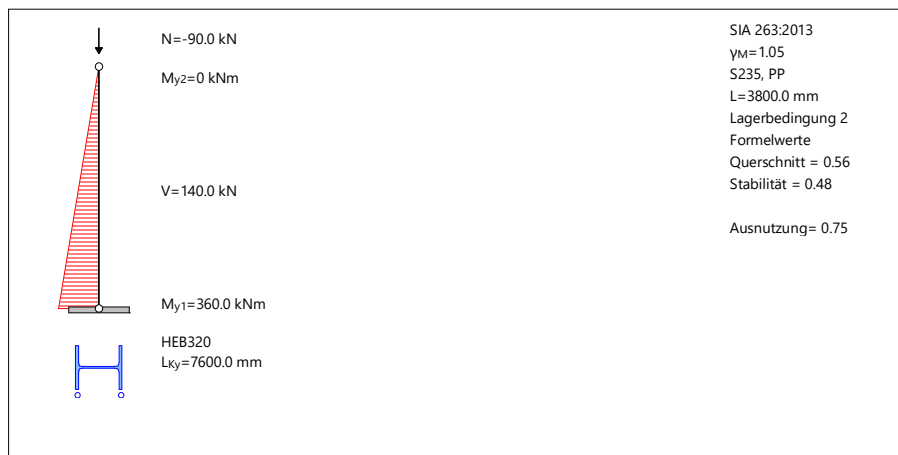 N=-90.0 kN
My2=0 kNm
V=140.0 kN
My1=360.0 kNm
HEB320
LKy=7600.0 mm
SIA 263:2013
γM=1.05
S235, PP
L=3800.0 mm
Lagerbedingung 2
Formelwerte
Querschnitt = 0.56
Stabilität = 0.48
Ausnutzung= 0.75